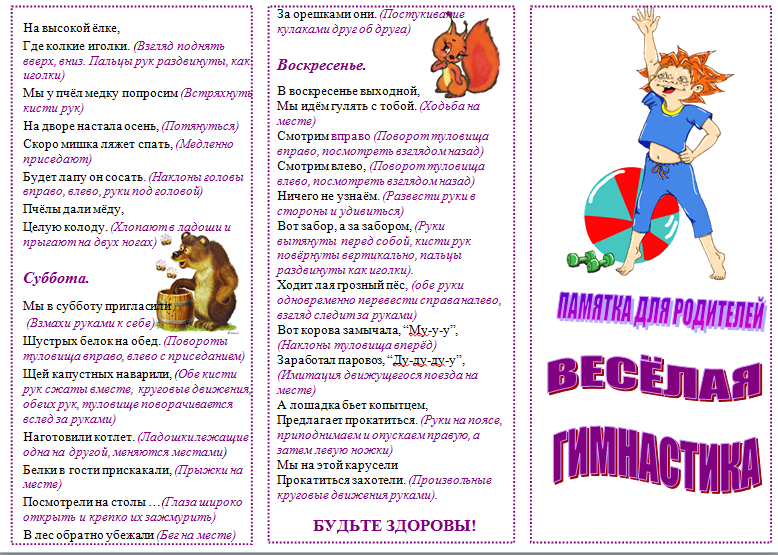 На высокой ёлке,
Где колкие иголки. (Взгляд поднять
вверх, вниз. Пальцы рук раздвинуты, как
иголки)
Мы у пчёл медку попросим (Встряхнуть
кисти рук)
На дворе настала осень, (Потянуться)
Скоро мишка ляжет спать, (Медленно
приседают)
Будет лапу он сосать. (Наклоны головы
вправо, влево, руки под головой)
Пчёлы дали мёду,
Целую колоду. (Хлопают в ладоши и
прыгают на двух ногах)
Суббота.
Мы в субботу пригласили
(Взмахи руками к себе)
Шустрых белок на обед. (Повороты
туловища вправо, влево с приседанием)
Щей капустных наварили, (Обе кисти
рук сжаты вместе, круговые движения,
обеих рук, туловище поворачивается
вслед за руками)
Наготовили котлет. (Ладошки лежащие
одна на другой, меняются местами)
Белки в гости прискакали, (Прыжки на
месте)
Посмотрели на столы …(Глаза широко
открыть и крепко их зажмурить)
В лес обратно убежали (Бег на месте)
За орешками они. (Постукивание
кулаками друг об друга)
Воскресенье.
В воскресенье выходной,
Мы идём гулять с тобой. (Ходьба на
месте)
Смотрим вправо (Поворот туловища
вправо, посмотреть взглядом назад)
Смотрим влево, (Поворот туловища
влево, посмотреть взглядом назад)
Ничего не узнаём. (Развести руки в
стороны и удивиться)
Вот забор, а за забором, (Руки
вытянуты перед собой, кисти рук
повёрнуты вертикально, пальцы
раздвинуты как иголки).
Ходит лая грозный пёс, (обе руки
одновременно перевести справа налево,
взгляд следит за руками)
Вот корова замычала, “Му-у-у”,
(Наклоны туловища вперёд)
Заработал паровоз, “Ду-ду-ду-у”,
(Имитация движущегося поезда на
месте)
А лошадка бьет копытцем,
Предлагает прокатиться. (Руки на поясе,
приподнимаем и опускаем правую, а
затем левую ножки)
Мы на этой карусели
Прокатиться захотели. (Произвольные
круговые движения руками).
БУДЬТЕ ЗДОРОВЫ!
ПАМЯТКА ДЛЯ РОДИТЕЛЕЙ
ВЕСЁЛАЯ
ГИМНАСТИКА